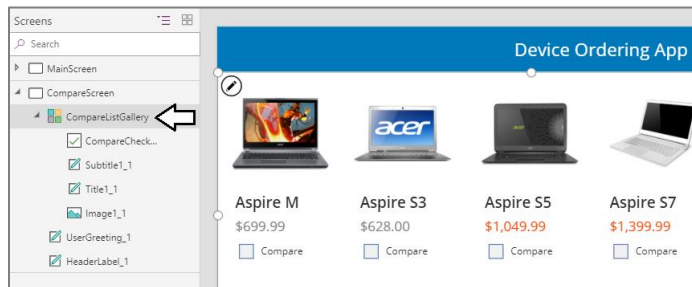 Screens
Search
MainScreen
CompareScreen
CompareListGallery
CompareCheck...
Subtitle1_1
Title1_1
Image1_1
UserGreeting_1
HeaderLabel_1
Device Ordering App
acer
acer
Aspire M
Aspire S3
Aspire S5
Aspire S7
$699.99
$628.00
$1,049.99
$1,399.99
Compare
Compare
Compare
Compare